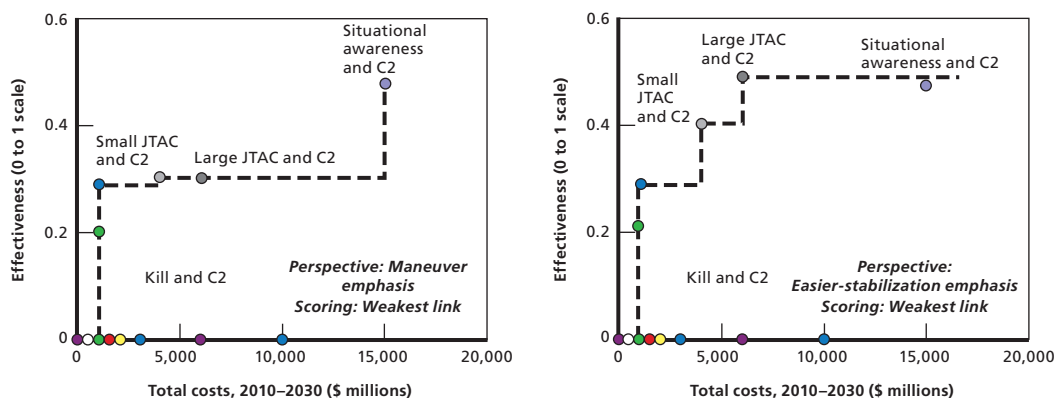 Effectiveness (0 to 1 scale)
0.6
0.4
0.2
0
Situational
awareness
and C2
Small JTAC
and C2
Large JTAC and C2
Kill and C2
Perspective: Maneuver
emphasis
Scoring: Weakest link
0
5,000
10,000
15,000
20,000
Total costs, 2010–2030 ($ millions)
Effectiveness (0 to 1 scale)
0.6
0.4
0.2
0
Large JTAC
and C2
Situational
awareness and C2
Small
JTAC
and C2
Kill and C2
Perspective:
Easier-stabilization emphasis
Scoring: Weakest link
0
5,000
10,000
15,000
20,000
Total costs, 2010–2030 ($ millions)